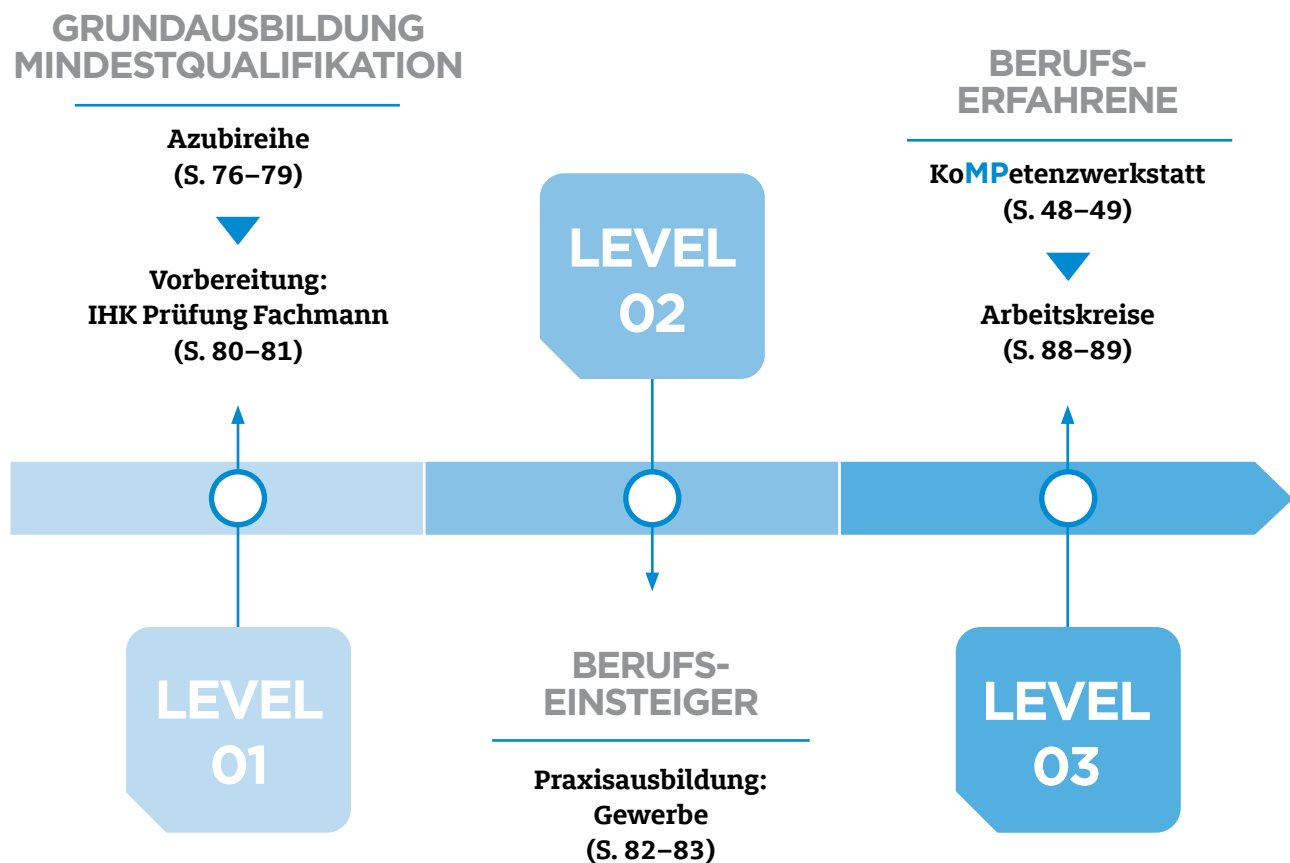 GRUNDAUSBILDUNG
MINDESTQUALIFIKATION
Azubireihe
(S. 76–79)
Vorbereitung:
IHK Prüfung Fachmann
(S. 80–81)
LEVEL
01
LEVEL
02
BERUFS-
EINSTEIGER
Praxisausbildung:
Gewerbe
(S. 82–83)
BERUFS-
ERFAHRENE
KoMPetenzwerkstatt
(S. 48–49)
Arbeitskreise
(S. 88–89)
LEVEL
03